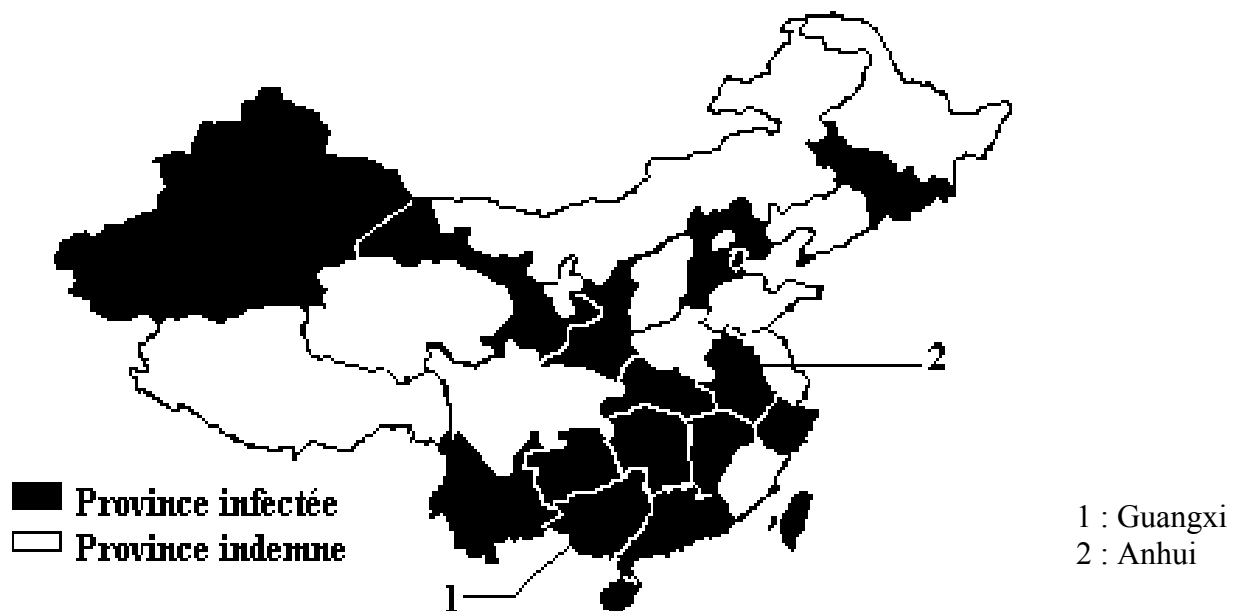 2
Province infectée
Province indemne
1 : Guangxi
2 : Anhui
1